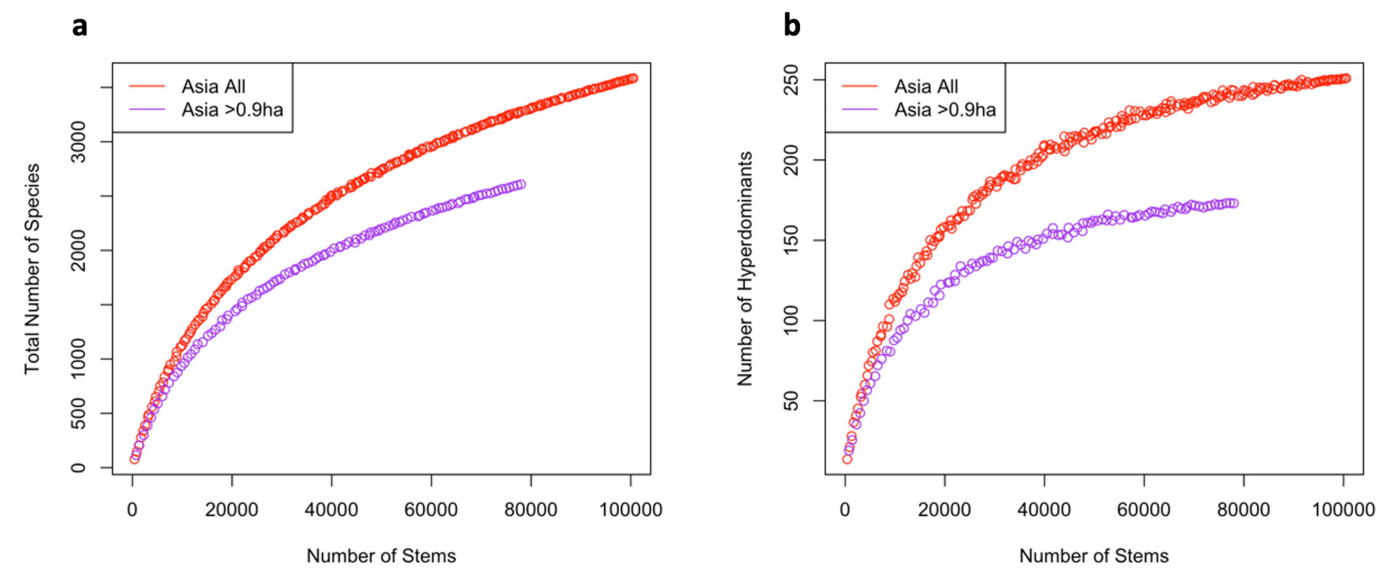 a
Asia All
Asia >0.9ha
Total Number of Species
3000
2000
1000
500
0
0 20000 40000 60000 80000 100000
Number of Stems
b
Asia All
Asia >0.9ha
Number of Hyperdominants
250
200
150
100
50
0 20000 40000 60000 80000 100000
Number of Stems